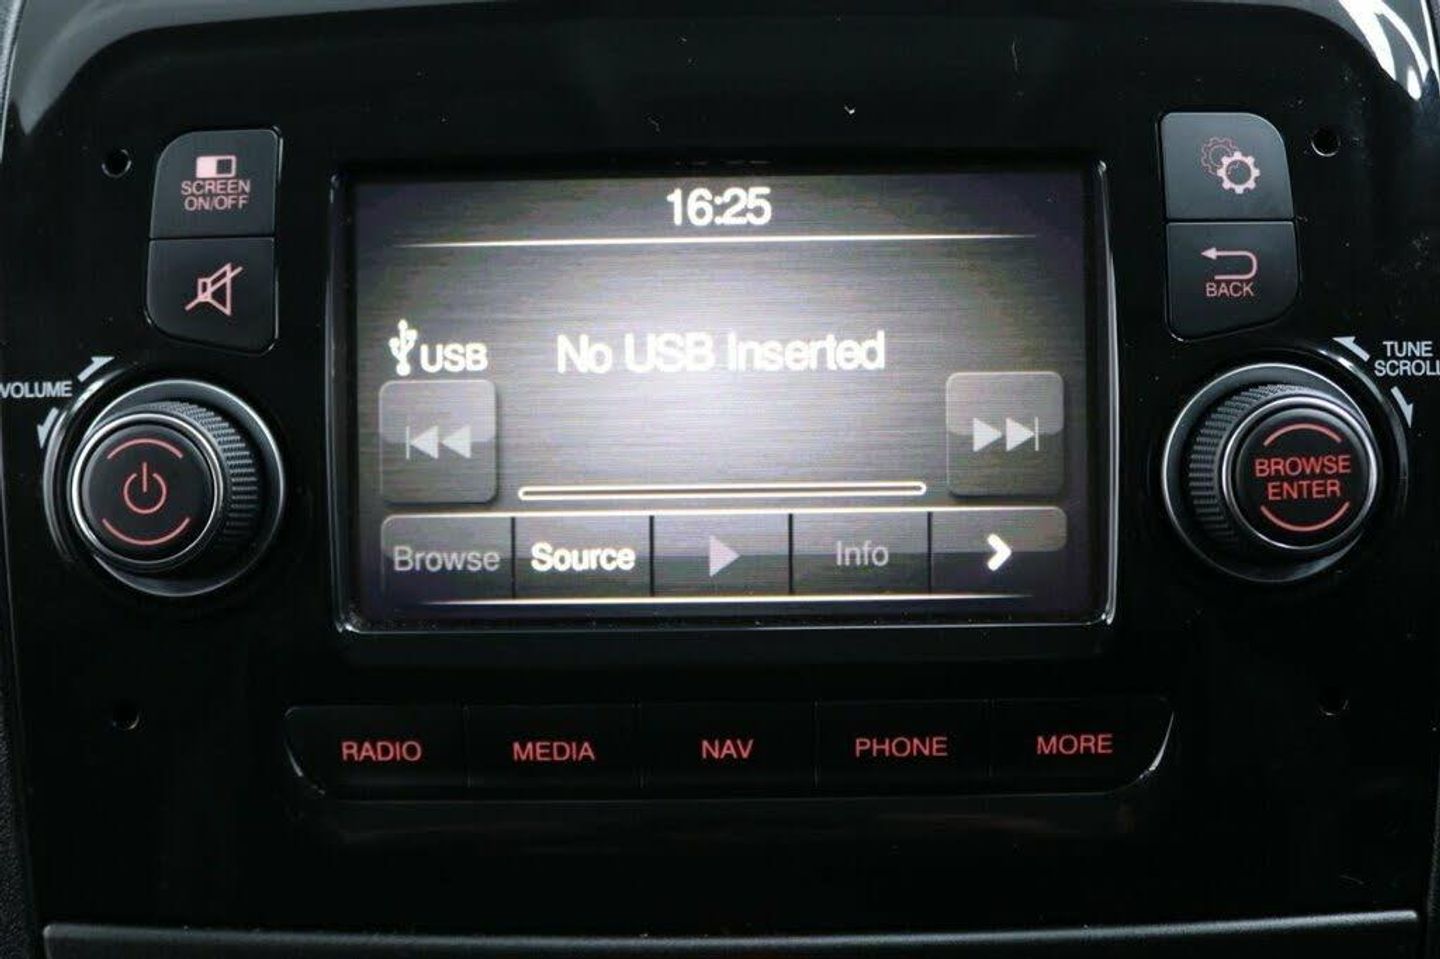 SCREEN
ON/OFF
16:25
BACK
VOLUME
USB
No USB Inserted
TUNE
SCROLL
BROWSE
ENTER
Browse
Source
Info
RADIO
MEDIA
NAV
PHONE
MORE